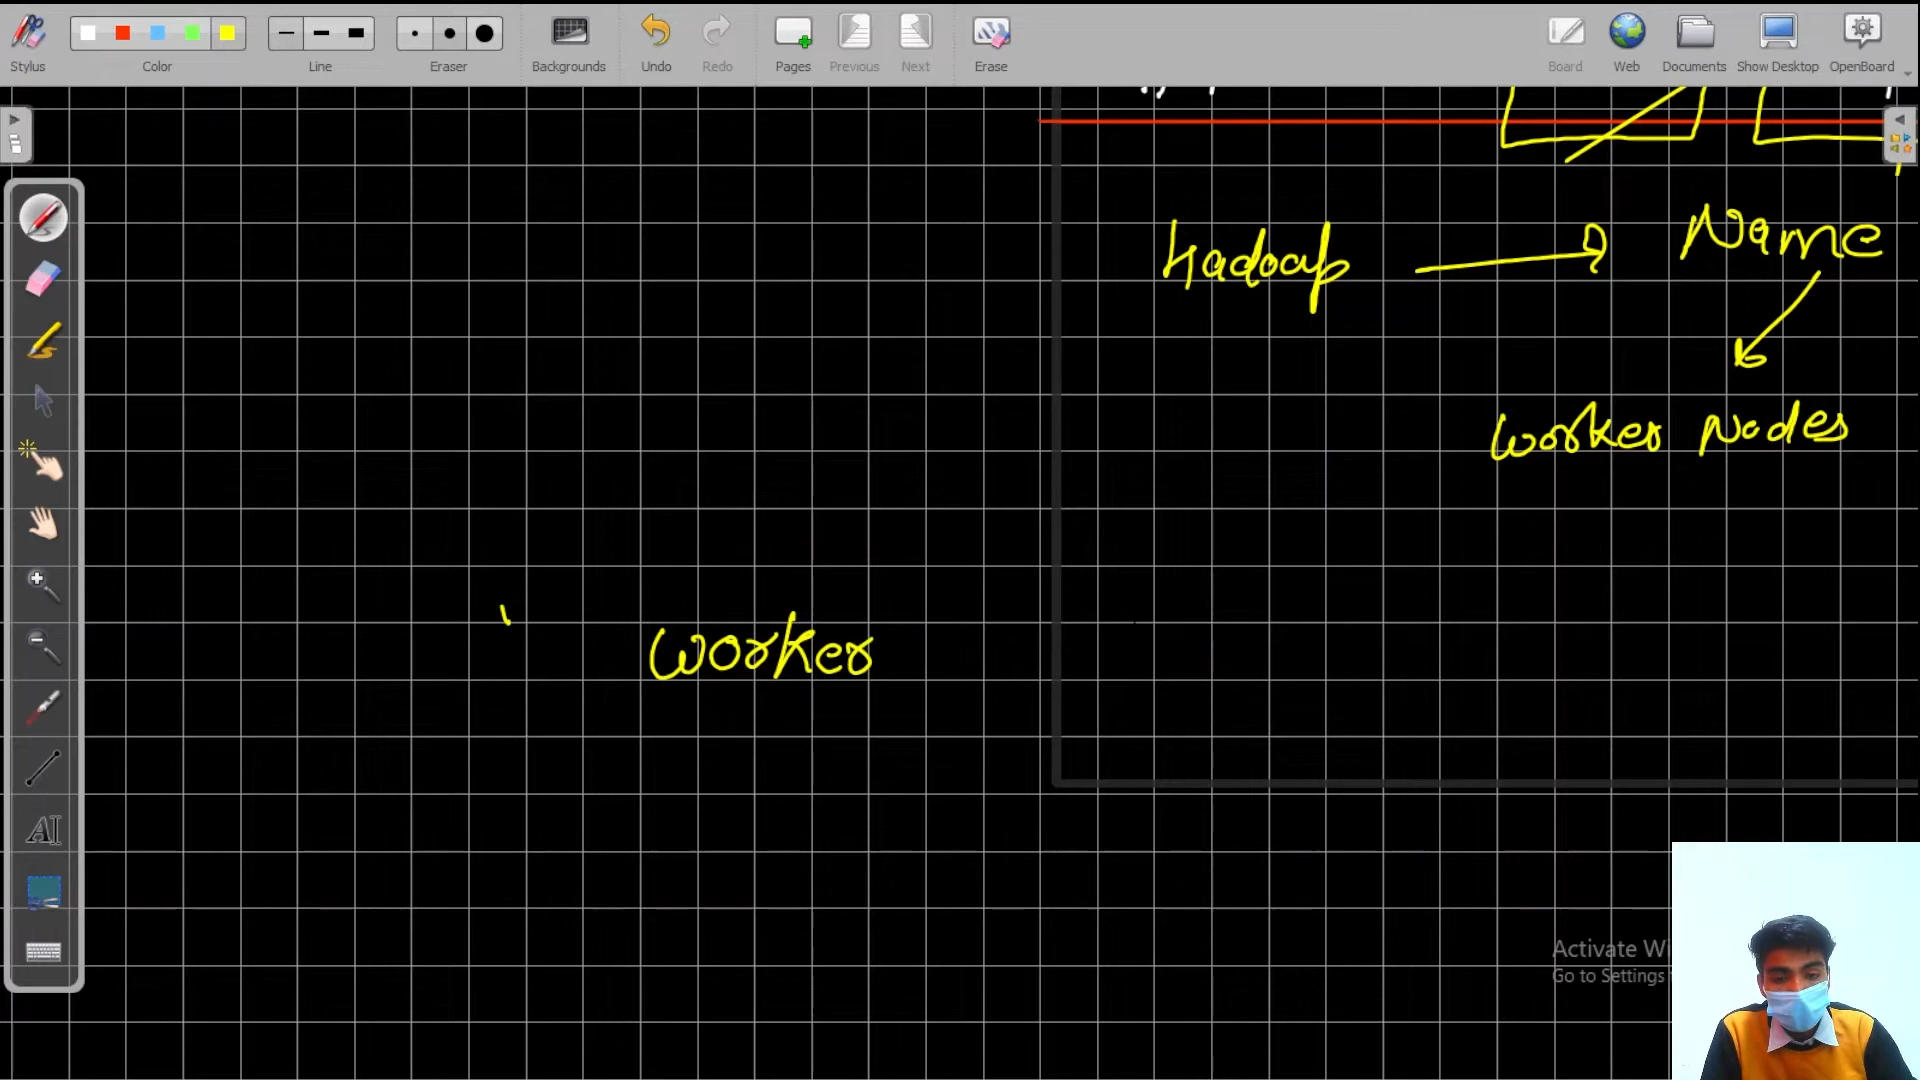 Stylus
Color
Line
Eraser
Backgrounds
Undo
Redo
Pages
Previous
Next
Erase
Board
Web
Documents
Show Desktop
OpenBoard
Hadoop
Name
Worker Nodes
Worker
AI
Activate Wi
Go to Settings